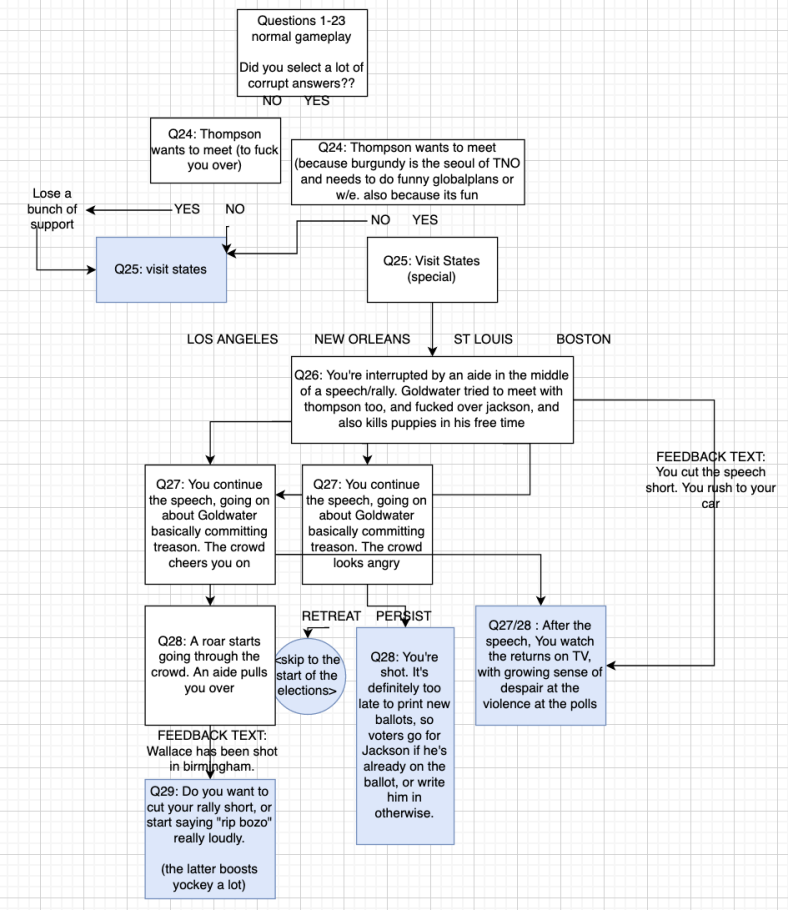 Questions 1-23
normal gameplay
Did you select a lot of
corrupt answers??
NO YES
Q24: Thompson
wants to meet (to fuck
you over)
Q24: Thompson wants to meet
(because burgundy is the seoul of TNO
and needs to do funny globalplans or
w/e. also because its fun
Lose a
bunch of
support
YES NO
NO YES
Q25: visit states
Q25: Visit States
(special)
LOS ANGELES NEW ORLEANS ST LOUIS BOSTON
Q26: You're interrupted by an aide in the middle
of a speech/rally. Goldwater tried to meet with
thompson too, and fucked over jackson, and
also kills puppies in his free time
FEEDBACK TEXT:
You cut the speech
short. You rush to your
car
Q27: You continue
the speech, going on
about Goldwater
basically committing
treason. The crowd
cheers you on
Q27: You continue
the speech, going on
about Goldwater
basically committing
treason. The crowd
looks angry
RETREAT PERSIST
Q28: A roar starts
going through the
crowd. An aide pulls
you over
<skip to the
start of the
elections>
Q28: You're
shot. It's
definitely too
late to print new
ballots, so
voters go for
Jackson if he's
already on the
ballot, or write
him in
otherwise.
Q27/28 : After the
speech, You watch
the returns on TV,
with growing sense of
despair at the
violence at the polls
FEEDBACK TEXT:
Wallace has been shot
in birmingham.
Q29: Do you want to
cut your rally short, or
start saying "rip bozo"
really loudly.
(the latter boosts
yockey a lot)